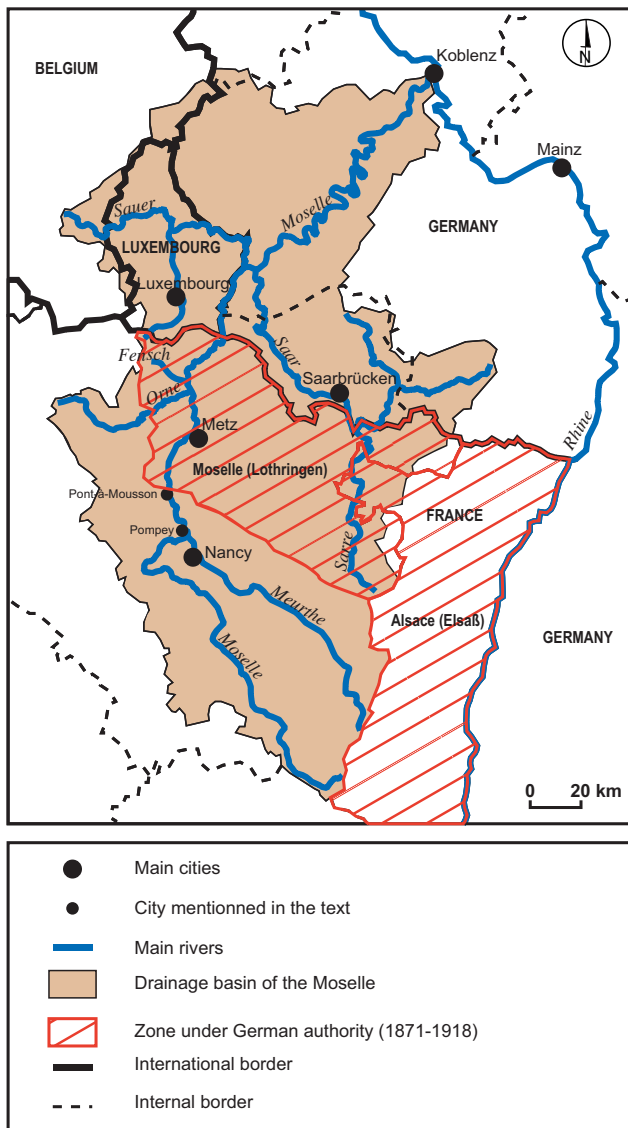 Koblenz
BELGIUM
N
Mainz
Sauer
Moselle
GERMANY
LUXEMBOURG
Luxembourg
Fensch
Saar
Orne
Saarbrücken
Rhine
Metz
Moselle (Lothringen)
Pont-à-Mousson
FRANCE
Pompey
Sarre
Nancy
Meurthe
Alsace (Elsaß)
Moselle
GERMANY
0 20 km
Main cities
City mentionned in the text
Main rivers
Drainage basin of the Moselle
Zone under German authority (1871-1918)
International border
Internal border